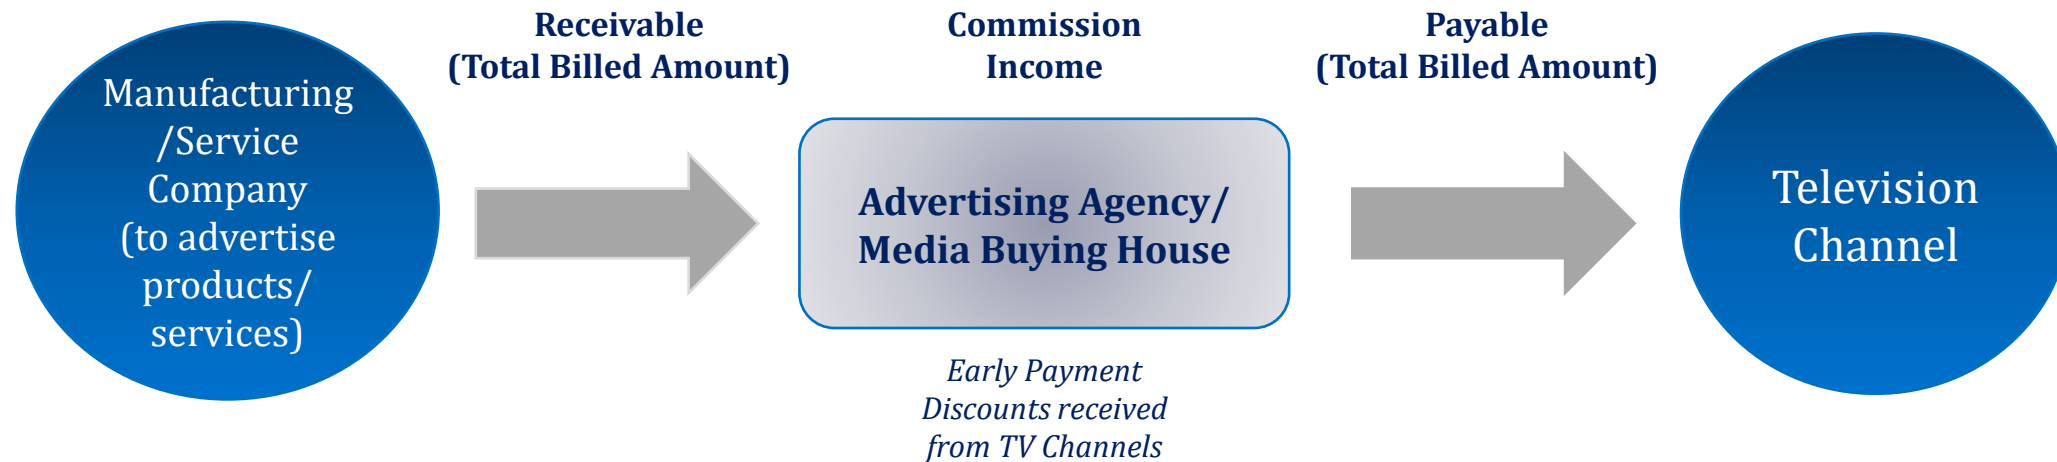 Manufacturing
/Service
Company
(to advertise
products/
services)
Receivable
(Total Billed Amount)
Commission
Income
Advertising Agency/
Media Buying House
Early Payment
Discounts received
from TV Channels
Payable
(Total Billed Amount)
Television
Channel